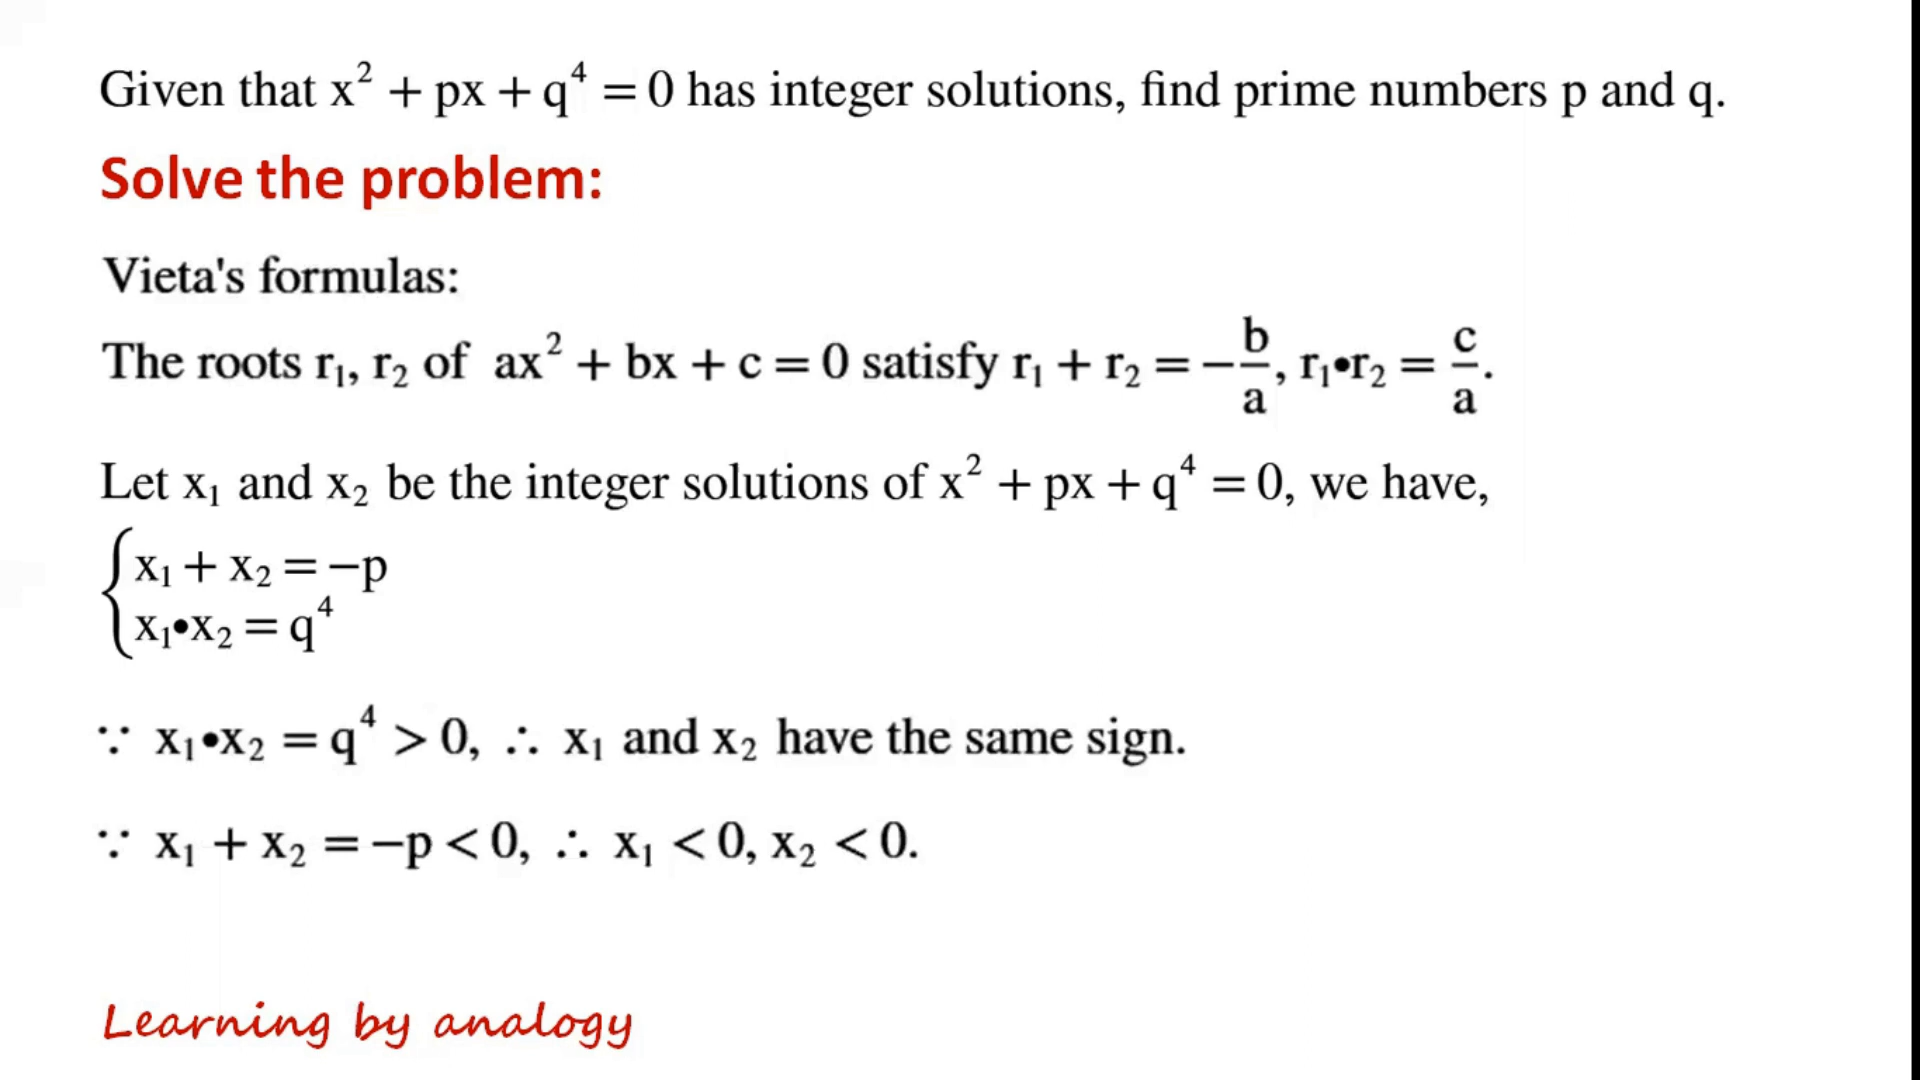 Given that x² + px + q⁴ = 0 has integer solutions, find prime numbers p and q.
Solve the problem:
Vieta's formulas:
The roots r₁, r₂ of ax² + bx + c = 0 satisfy r₁ + r₂ = −b/a, r₁•r₂ = c/a.
Let x₁ and x₂ be the integer solutions of x² + px + q⁴ = 0, we have,
{x₁ + x₂ = −p
x₁•x₂ = q⁴
∵ x₁•x₂ = q⁴ > 0, ∴ x₁ and x₂ have the same sign.
∵ x₁ + x₂ = −p < 0, ∴ x₁ < 0, x₂ < 0.
Learning by analogy